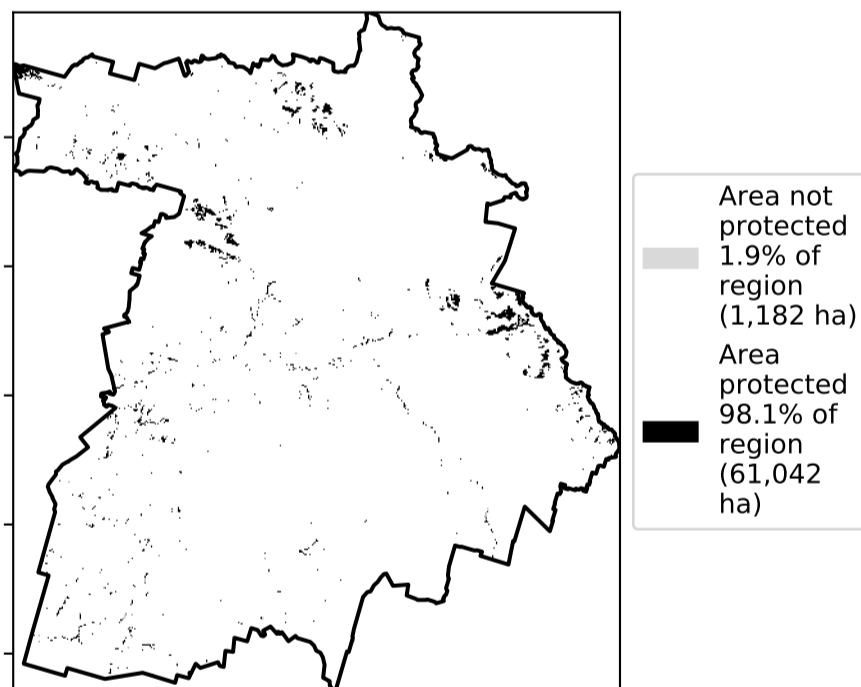 Area not
protected
1.9% of
region
(1,182 ha)
Area
protected
98.1% of
region
(61,042
ha)